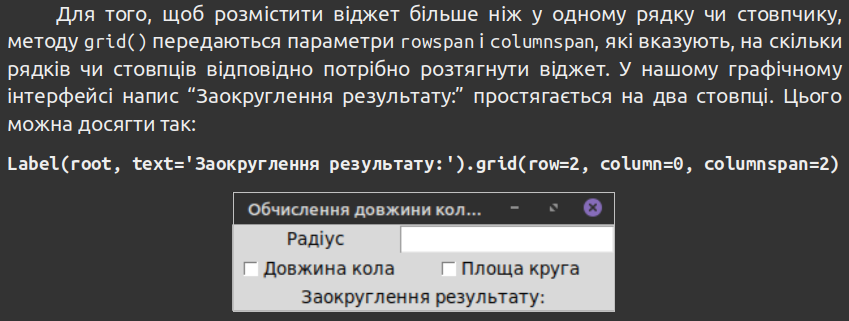 Для того, щоб розмістити віджет більше ніж у одному рядку чи стовпчику,
методу grid() передаються параметри rowspan і columnspan, які вказують, на скільки
рядків чи стовпців відповідно потрібно розтягнути віджет. У нашому графічному
інтерфейсі напис “Заокруглення результату:” простягається на два стовпці. Цього
можна досягти так:
Label(root, text='Заокруглення результату:').grid(row=2, column=0, columnspan=2)
Обчислення довжини кол...
Радіус
Довжина кола Площа круга
Заокруглення результату: